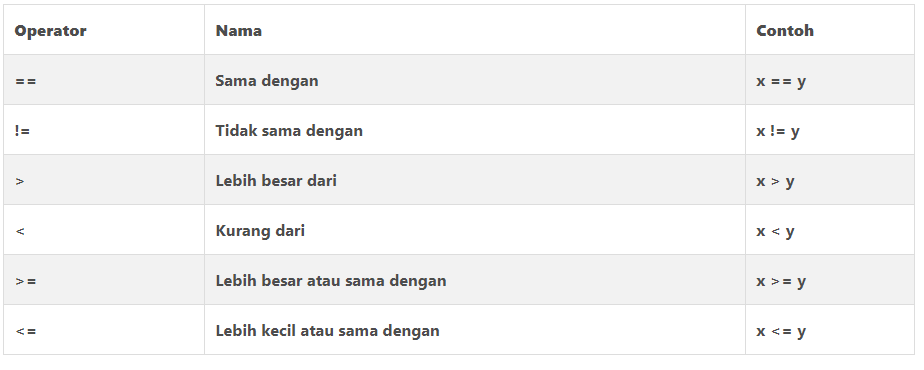 Operator Nama Contoh
== Sama dengan x == y
!= Tidak sama dengan x != y
> Lebih besar dari x > y
< Kurang dari x < y
>= Lebih besar atau sama dengan x >= y
<= Lebih kecil atau sama dengan x <= y